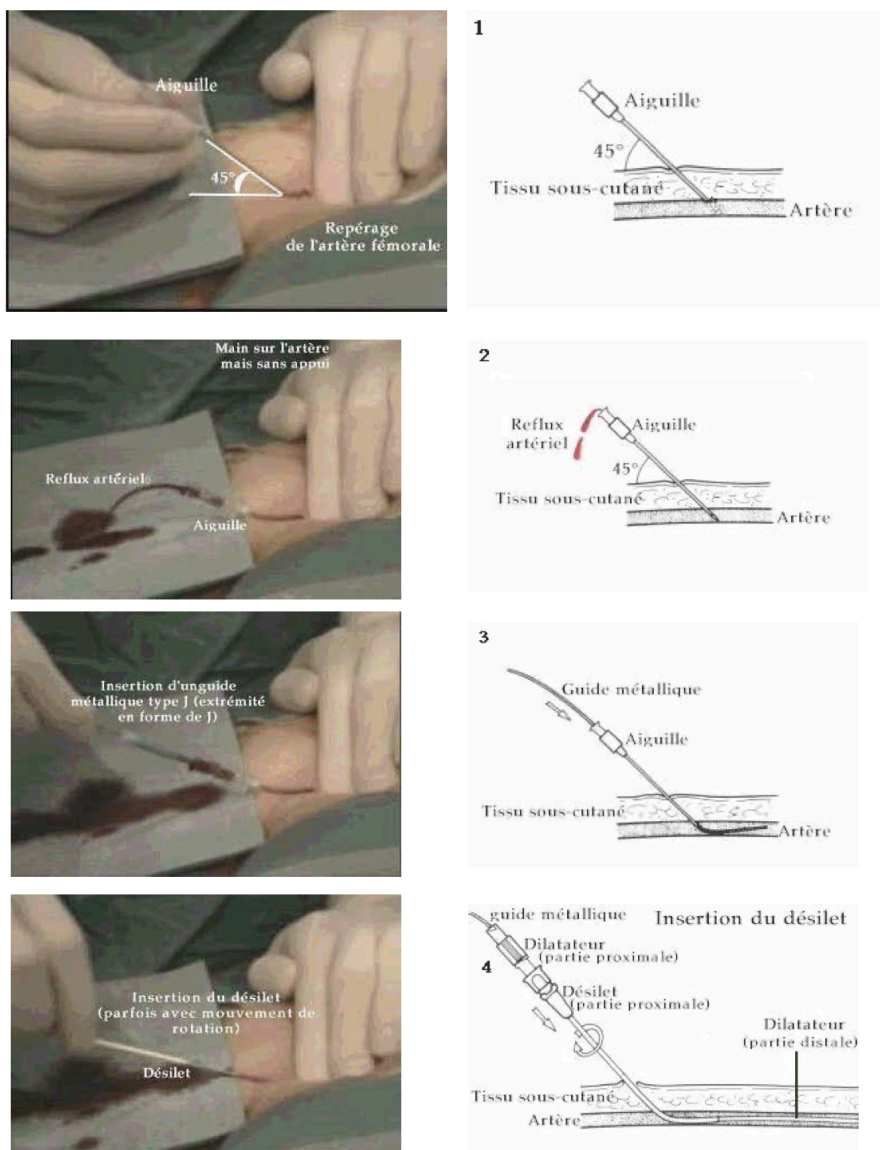 Aiguille
45°
Repérage
de l'artère fémorale
1
Aiguille
45°
Tissu sous-cutané
Artère
Main sur l'artère
mais sans appui
Reflux artériel
Aiguille
2
Reflux
artériel
Aiguille
45°
Tissu sous-cutané
Artère
Insertion d'unguide
métallique type J (extrémité
en forme de J)
3
Guide métallique
Aiguille
Tissu sous-cutané
Artère
Insertion du désilet
(parfois avec mouvement de
rotation)
Désilet
guide métallique
Insertion du désilet
Dilatateur
(partie proximale)
4
Désilet
(partie proximale)
Dilatateur
(partie distale)
Tissu sous-cutané
Artère